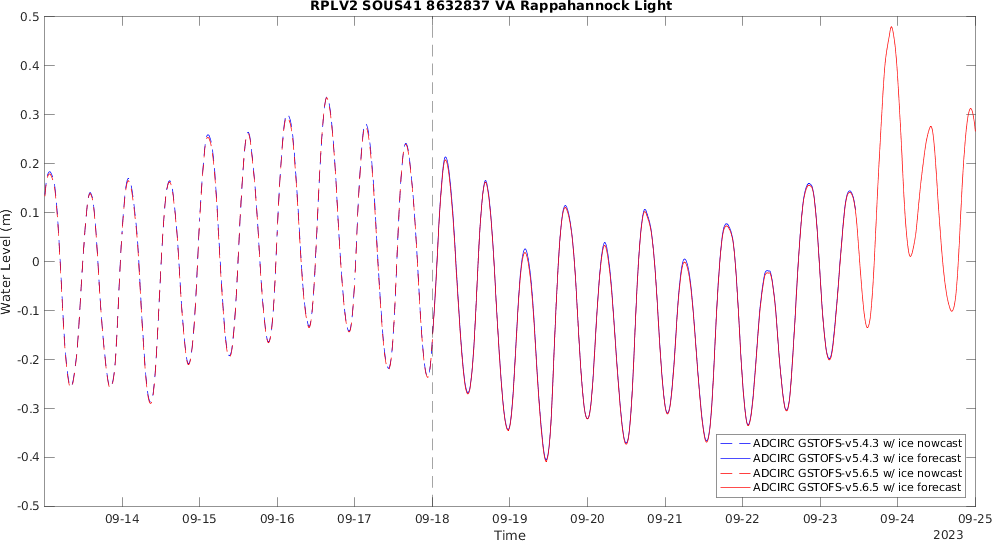 RPLV2 SOUS41 8632837 VA Rappahannock Light
0.5
0.4
0.3
0.2
0.1
0
-0.1
-0.2
-0.3
-0.4
-0.5
Water Level (m)
ADCIRC GSTOFS-v5.4.3 w/ ice nowcast
ADCIRC GSTOFS-v5.4.3 w/ ice forecast
ADCIRC GSTOFS-v5.6.5 w/ ice nowcast
ADCIRC GSTOFS-v5.6.5 w/ ice forecast
09-14 09-15 09-16 09-17 09-18 09-19 09-20 09-21 09-22 09-23 09-24 09-25
Time
2023